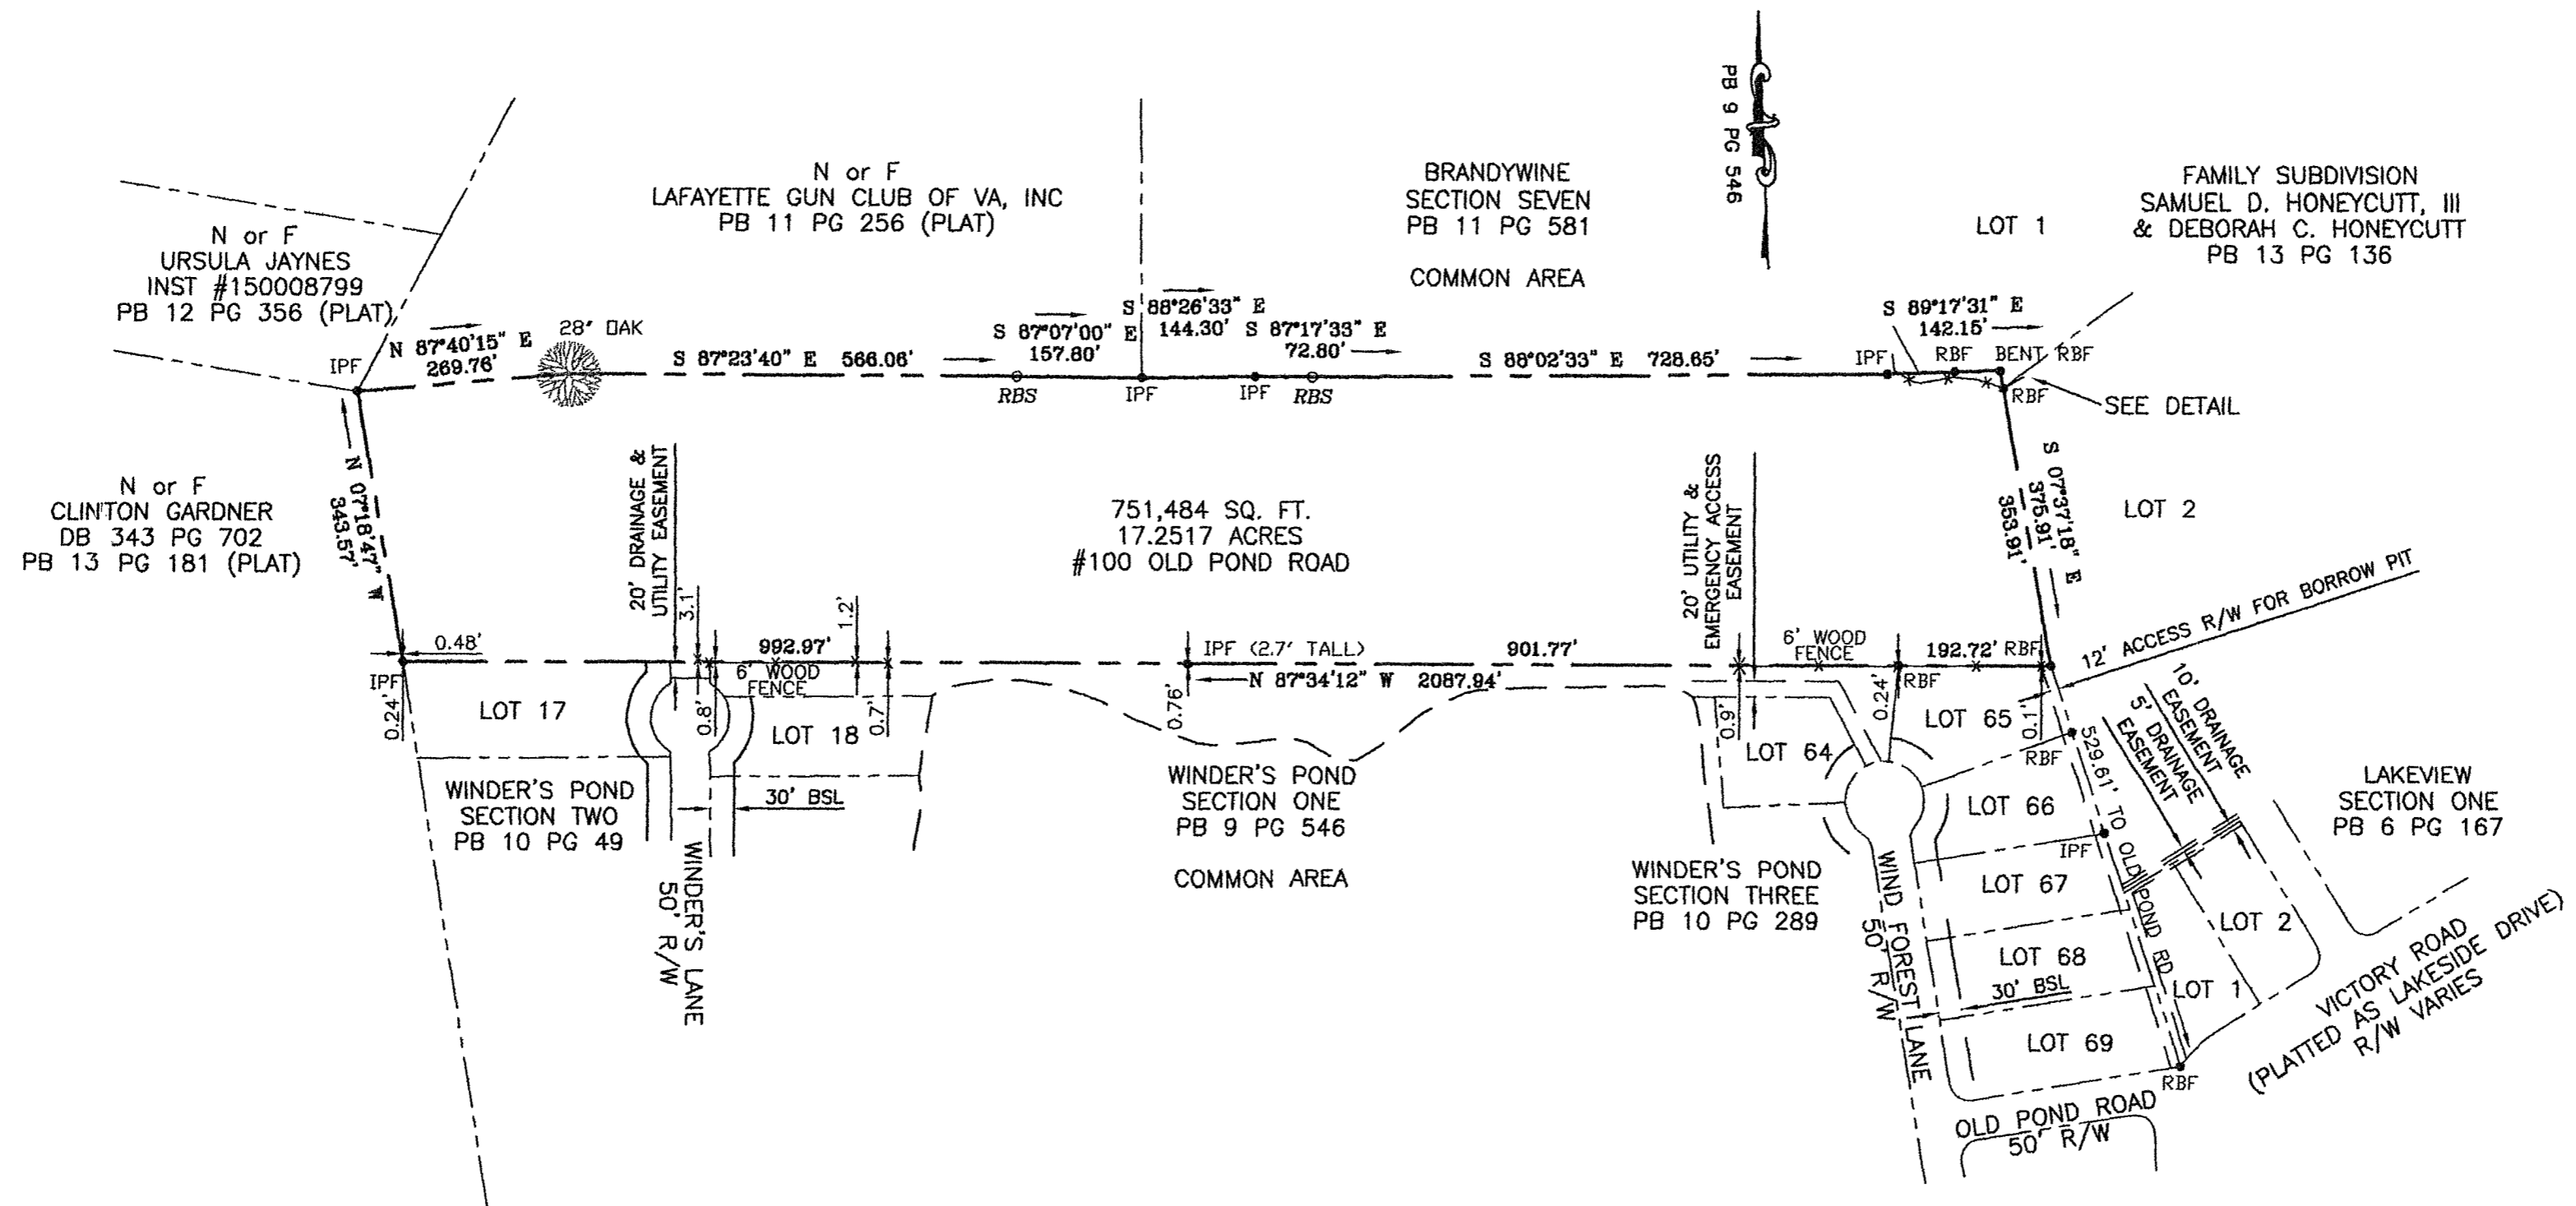 PB 9 PG 546
N or F
LAFAYETTE GUN CLUB OF VA, INC
PB 11 PG 256 (PLAT)
BRANDYWINE
SECTION SEVEN
PB 11 PG 581
COMMON AREA
LOT 1
FAMILY SUBDIVISION
SAMUEL D. HONEYCUTT, III
& DEBORAH C. HONEYCUTT
PB 13 PG 136
N or F
URSULA JAYNES
INST #150008799
PB 12 PG 356 (PLAT)
IPF
N 87°40'15" E
269.76'
28" OAK
S 87°23'40" E 566.06'
S 87°07'00" E
157.80'
RBS
S 88°26'33" E
144.30'
IPF
S 87°17'33" E
72.80'
IPF
RBS
S 88°02'33" E 728.65'
S 89°17'31" E
142.15'
IPF
RBF
BENT RBF
RBF
SEE DETAIL
N or F
CLINTON GARDNER
DB 343 PG 702
PB 13 PG 181 (PLAT)
N 07°18'47" W
343.57'
20' DRAINAGE &
UTILITY EASEMENT
751,484 SQ. FT.
17.2517 ACRES
#100 OLD POND ROAD
20' UTILITY &
EMERGENCY ACCESS
EASEMENT
S 07°37'18" E
375.91'
353.91'
LOT 2
12' ACCESS R/W FOR BORROW PIT
0.48'
IPF
0.24'
3.1'
0.8'
992.97'
6' WOOD
FENCE
1.2'
0.7'
IPF (2.7' TALL)
0.76'
901.77'
N 87°34'12" W 2087.94'
0.9'
6' WOOD
FENCE
RBF
0.24'
192.72'
RBF
0.1'
LOT 17
LOT 18
LOT 64
LOT 65
RBF
529.61' TO OLD POND RD
10' DRAINAGE
EASEMENT
5' DRAINAGE
EASEMENT
WINDER'S POND
SECTION TWO
PB 10 PG 49
30' BSL
WINDER'S LANE
50' R/W
WINDER'S POND
SECTION ONE
PB 9 PG 546
COMMON AREA
WINDER'S POND
SECTION THREE
PB 10 PG 289
LOT 66
IPF
LOT 67
LOT 68
30' BSL
LOT 69
WIND FOREST LANE
50' R/W
LAKEVIEW
SECTION ONE
PB 6 PG 167
LOT 2
LOT 1
RBF
VICTORY ROAD
(PLATTED AS LAKESIDE DRIVE)
R/W VARIES
OLD POND ROAD
50' R/W